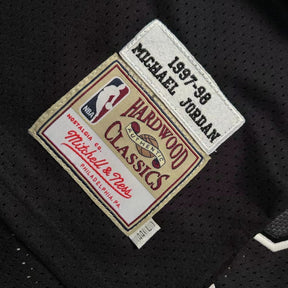 1997-98
MICHAEL JORDAN
NBA
HARDWOOD
AUTHENTIC
CLASSICS
NOSTALGIA CO.
Mitchell & Ness
PHILADELPHIA, PA.